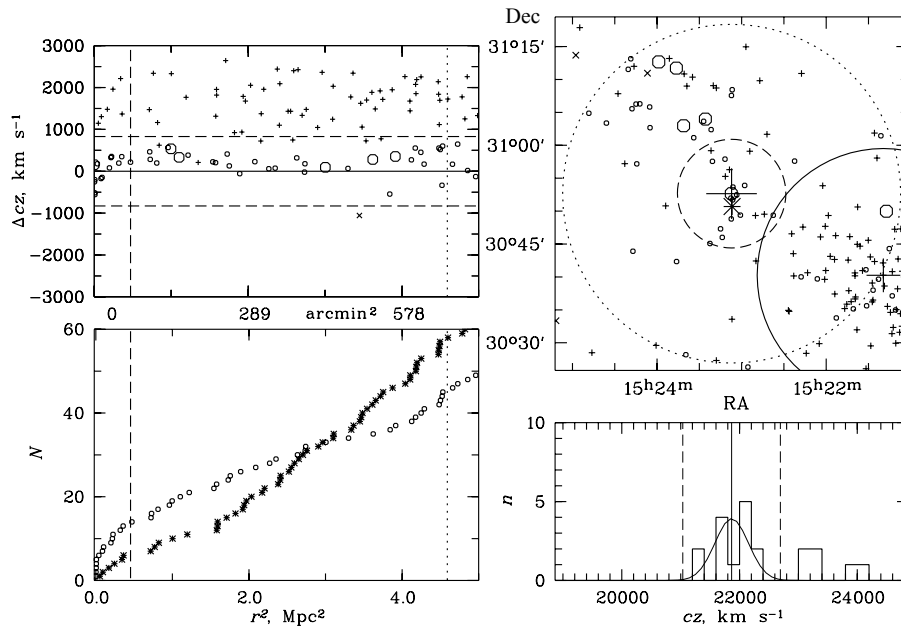 Δcz, km s⁻¹
3000
2000
1000
0
−1000
−2000
−3000
0 289 arcmin² 578
N
60
40
20
0
0.0 2.0 4.0
r², Mpc²
Dec
31°15′
31°00′
30°45′
30°30′
15ʰ24ᵐ 15ʰ22ᵐ
RA
n
10
5
0
20000 22000 24000
cz, km s⁻¹